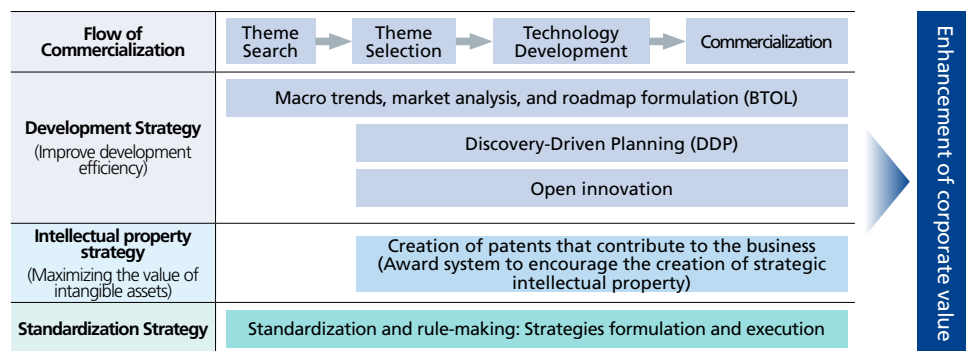 Flow of
Commercialization
Theme
Search
Theme
Selection
Technology
Development
Commercialization
Development Strategy
(Improve development
efficiency)
Macro trends, market analysis, and roadmap formulation (BTOL)
Discovery-Driven Planning (DDP)
Open innovation
Intellectual property
strategy
(Maximizing the value of
intangible assets)
Creation of patents that contribute to the business
(Award system to encourage the creation of strategic
intellectual property)
Standardization Strategy
Standardization and rule-making: Strategies formulation and execution
Enhancement of corporate value